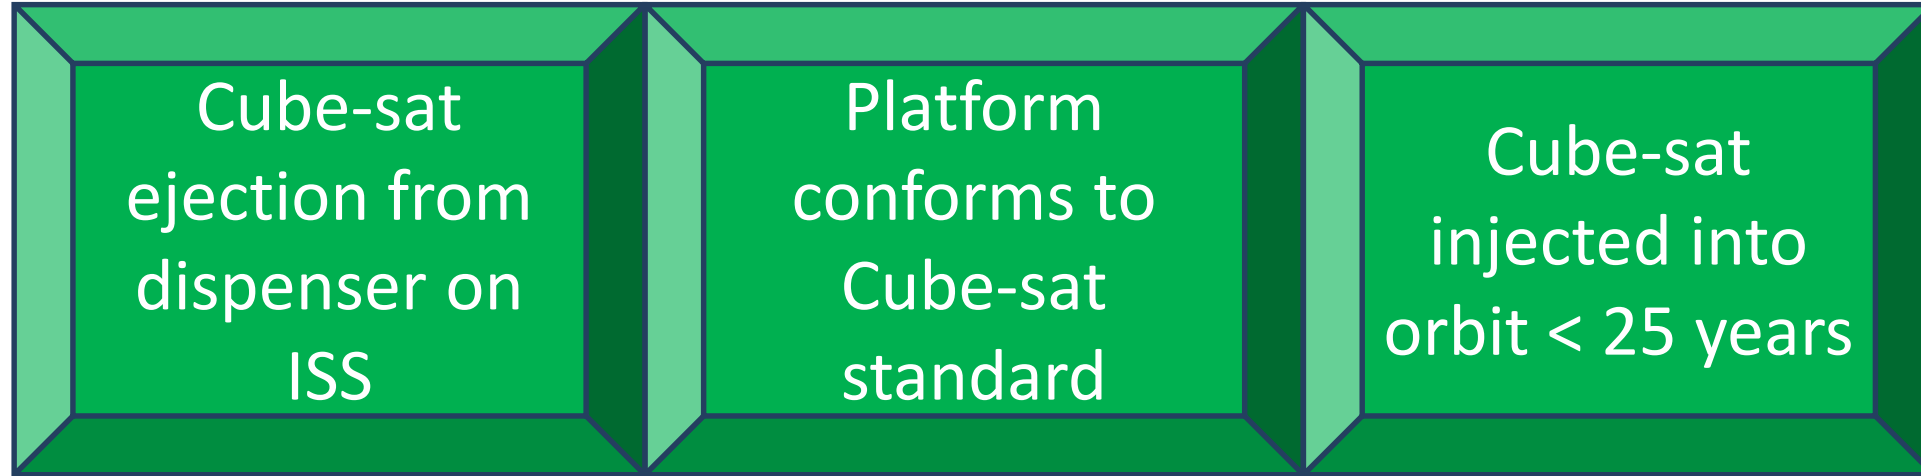 Cube-sat
ejection from
dispenser on
ISS
Platform
conforms to
Cube-sat
standard
Cube-sat
injected into
orbit < 25 years